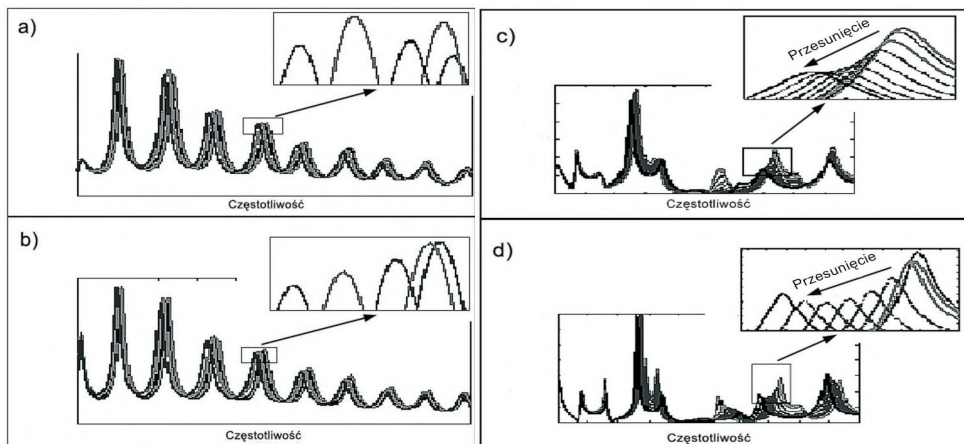 a)
Częstotliwość
b)
Częstotliwość
c)
Przesunięcie
Częstotliwość
d)
Przesunięcie
Częstotliwość